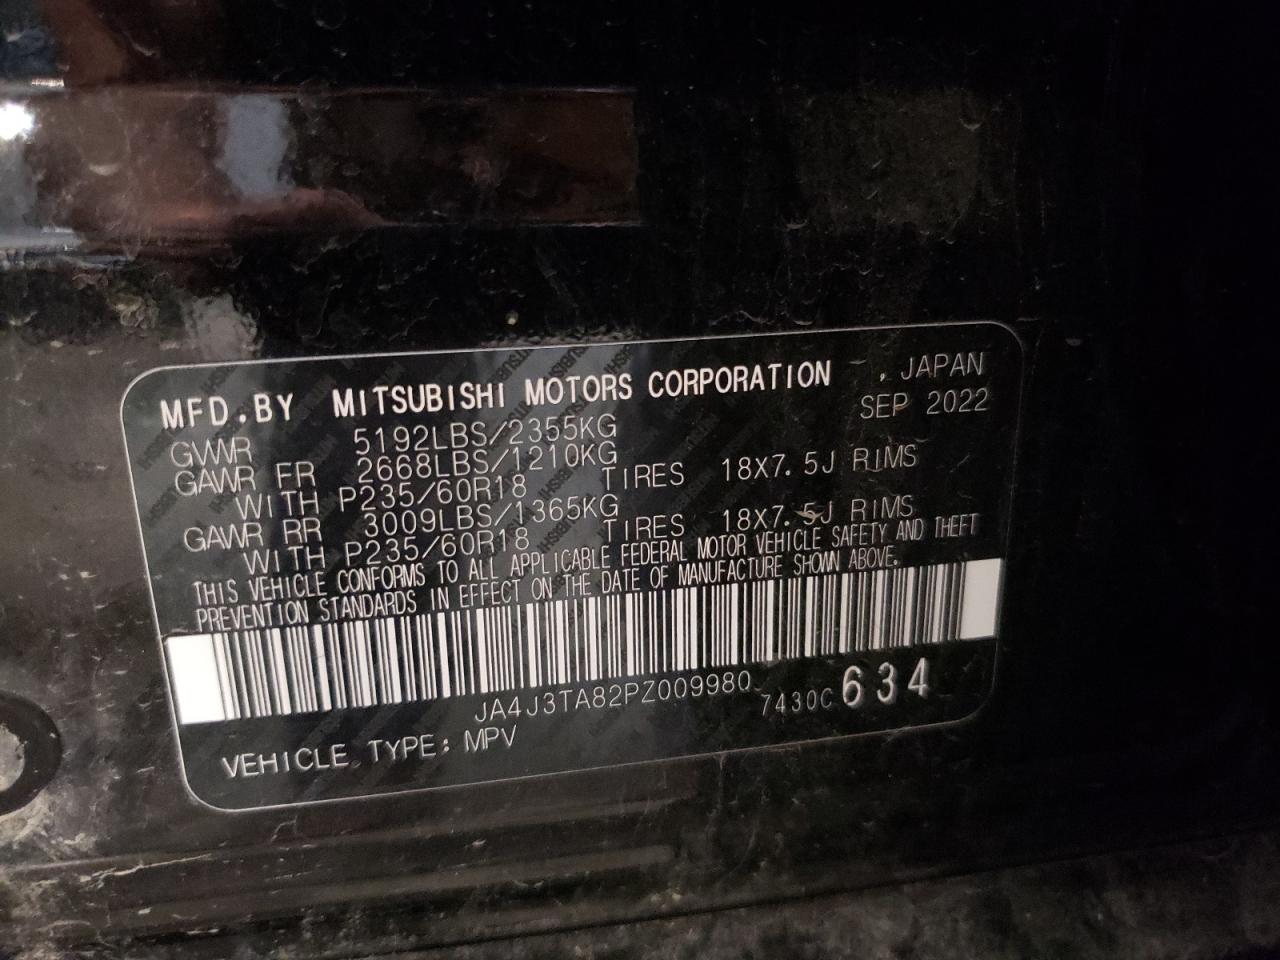 MFD.BY MITSUBISHI MOTORS CORPORATION , JAPAN
SEP 2022
GVWR 5192LBS/2355KG
GAWR FR 2668LBS/1210KG
WITH P235/60R18 TIRES 18X7.5J RIMS
GAWR RR 3009LBS/1365KG
WITH P235/60R18 TIRES 18X7.5J RIMS
THIS VEHICLE CONFORMS TO ALL APPLICABLE FEDERAL MOTOR VEHICLE SAFETY AND THEFT
PREVENTION STANDARDS IN EFFECT ON THE DATE OF MANUFACTURE SHOWN ABOVE.
JA4J3TA82PZ009980
7430C 634
VEHICLE TYPE: MPV